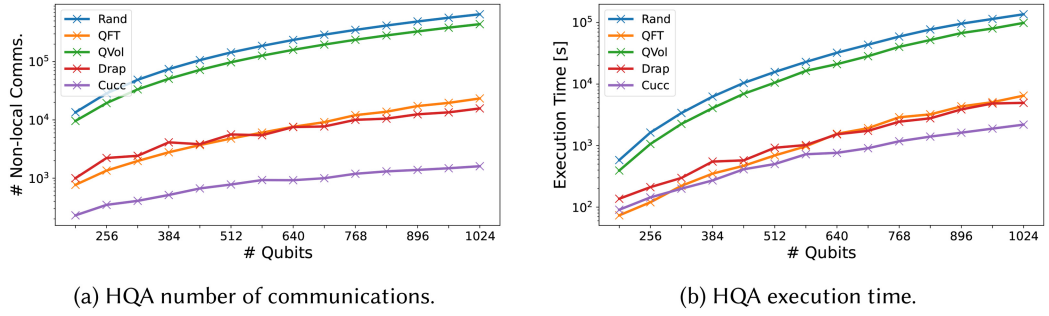 # Non-local Comms.
10^5
10^4
10^3
Rand
QFT
QVol
Drap
Cucc
256 384 512 640 768 896 1024
# Qubits
(a) HQA number of communications.
Execution Time [s]
10^5
10^4
10^3
10^2
Rand
QFT
QVol
Drap
Cucc
256 384 512 640 768 896 1024
# Qubits
(b) HQA execution time.